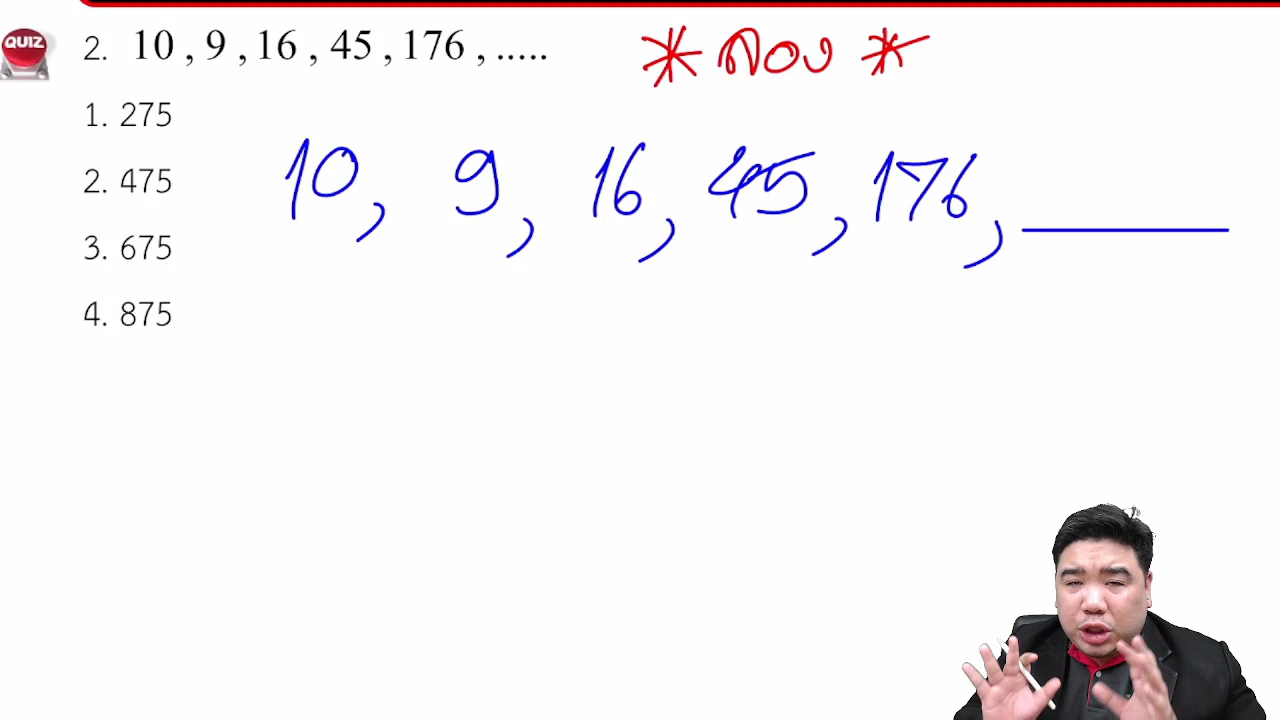 QUIZ
2. 10 , 9 , 16 , 45 , 176 , .....
* ลอง *
1. 275
10, 9, 16, 45, 176,
2. 475
3. 675
4. 875